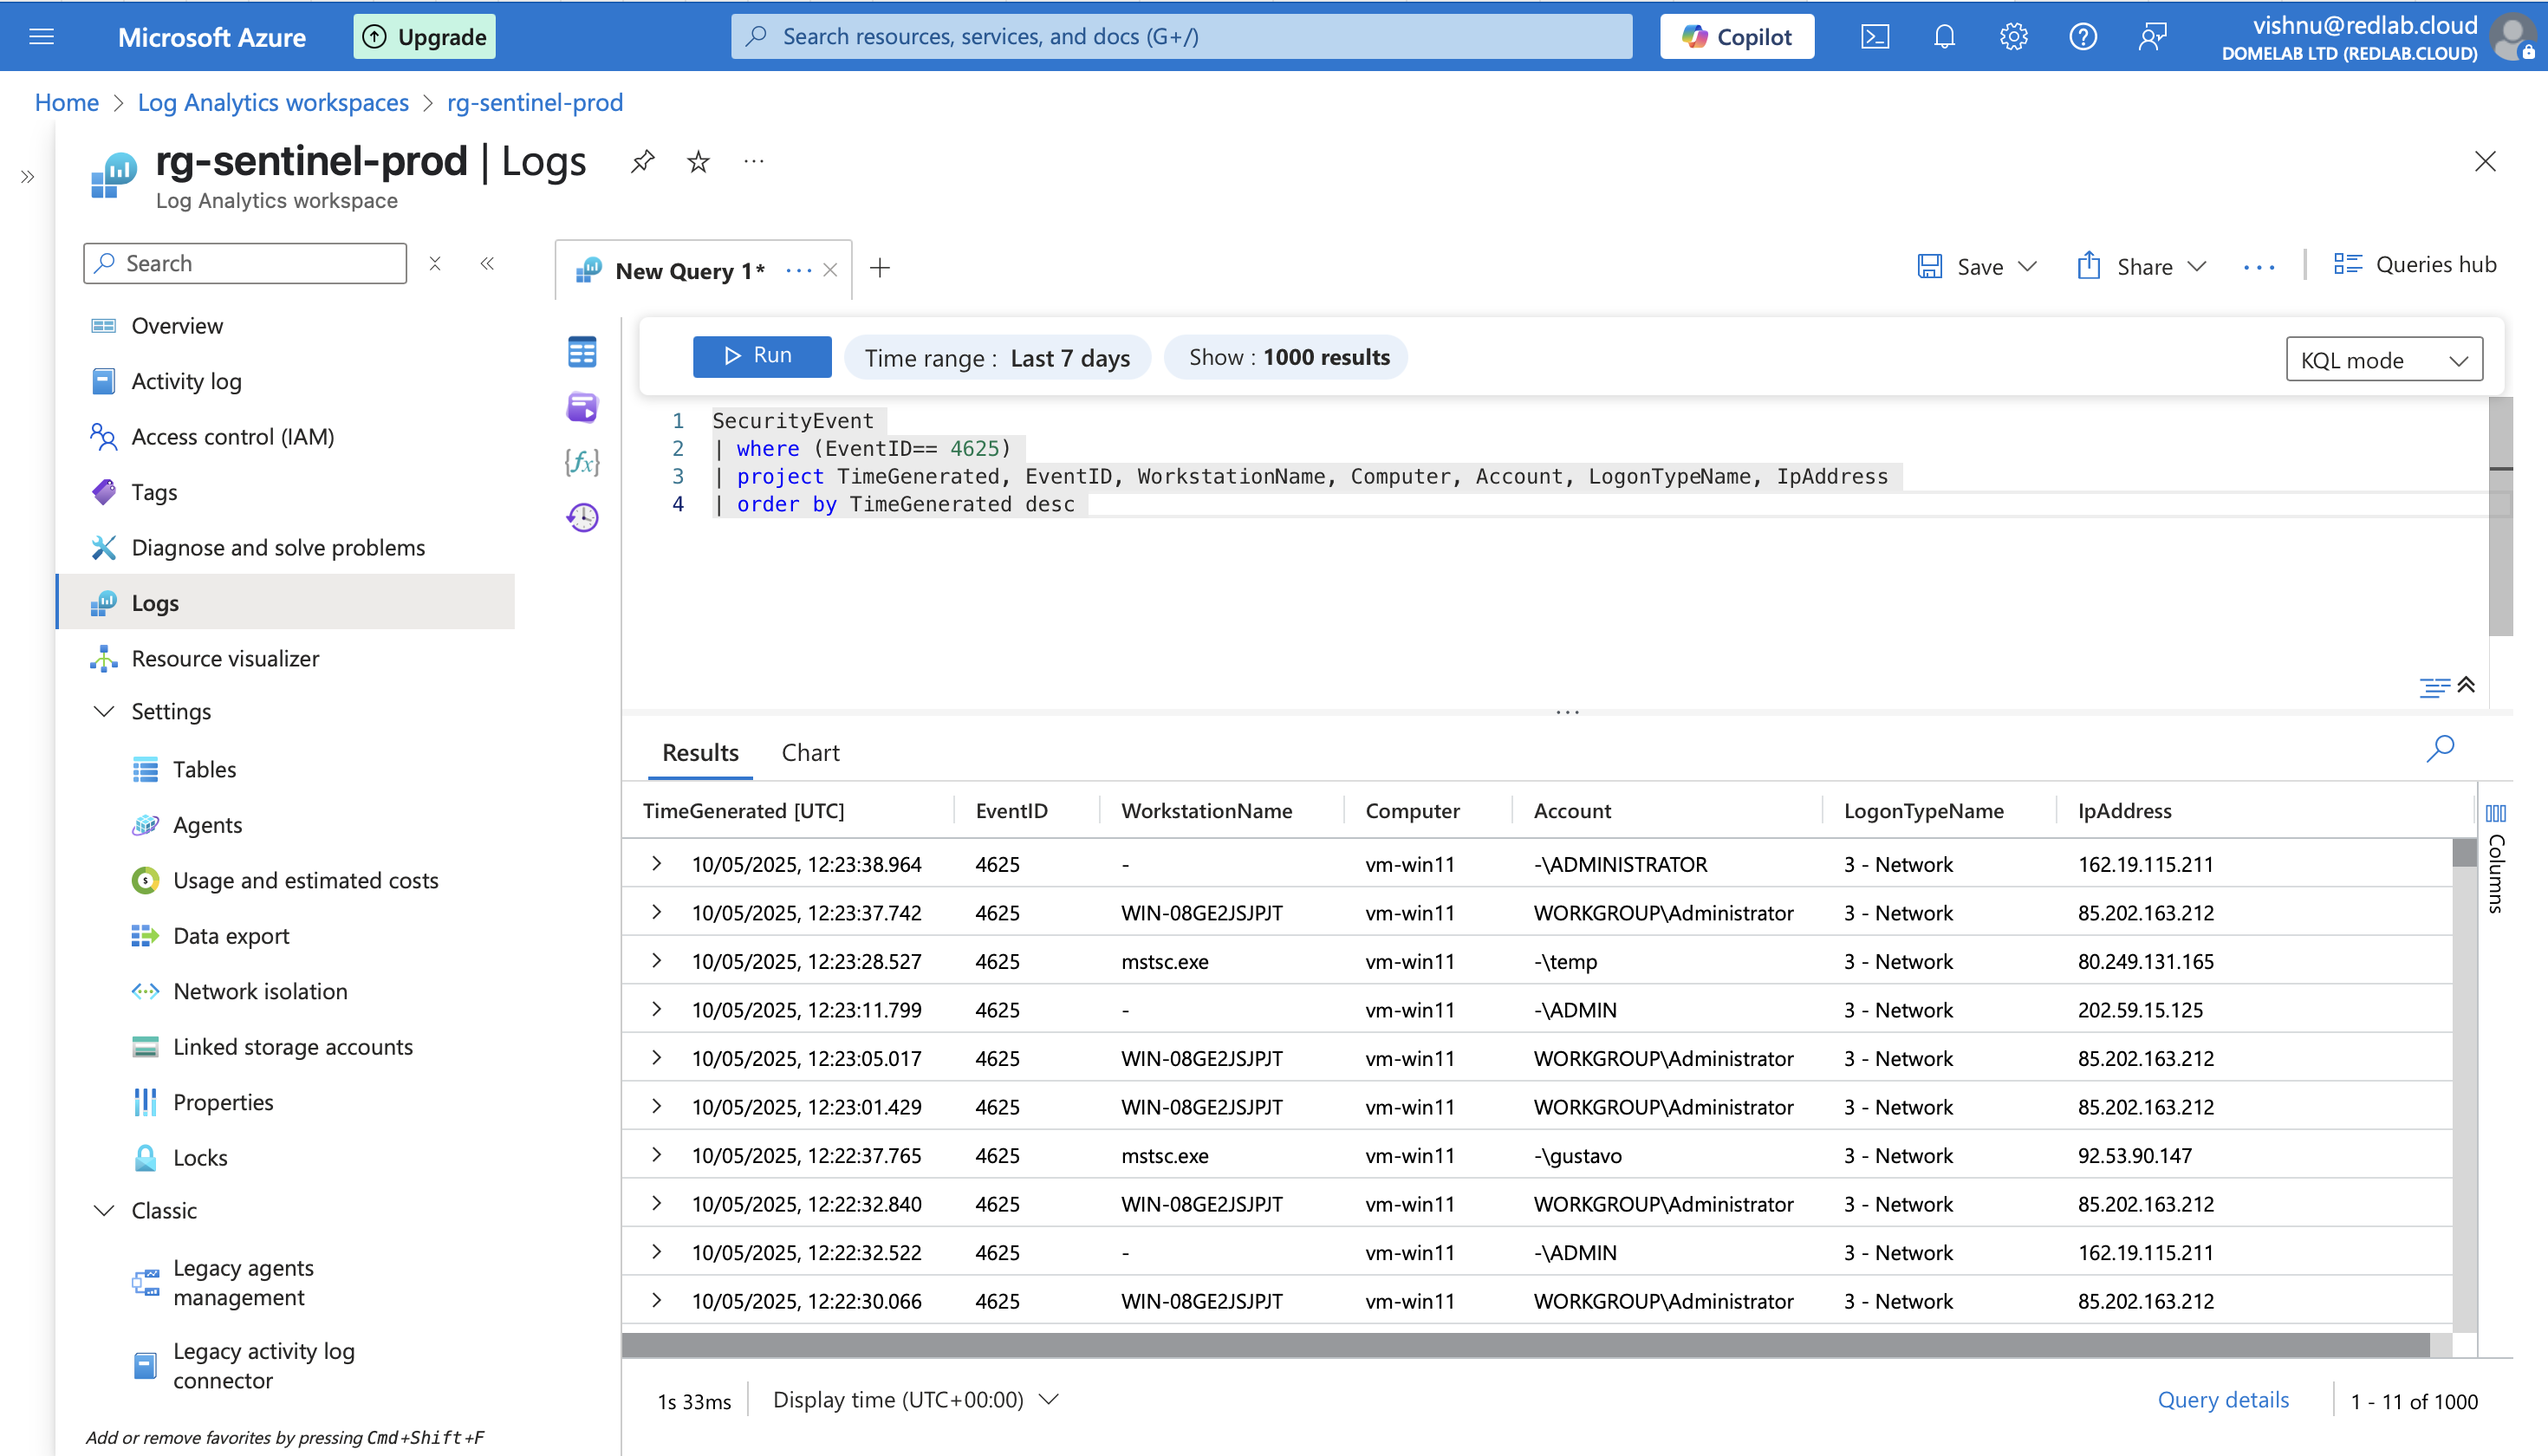 Microsoft Azure
Upgrade
Search resources, services, and docs (G+/)
Copilot
vishnu@redlab.cloud
DOMELAB LTD (REDLAB.CLOUD)
Home > Log Analytics workspaces > rg-sentinel-prod
rg-sentinel-prod | Logs
Log Analytics workspace
Search
Overview
Activity log
Access control (IAM)
Tags
Diagnose and solve problems
Logs
Resource visualizer
Settings
Tables
Agents
Usage and estimated costs
Data export
Network isolation
Linked storage accounts
Properties
Locks
Classic
Legacy agents
management
Legacy activity log
connector
Add or remove favorites by pressing Cmd+Shift+F
New Query 1*
Save
Share
Queries hub
Run
Time range : Last 7 days
Show : 1000 results
KQL mode
1 SecurityEvent
2 | where (EventID== 4625)
3 | project TimeGenerated, EventID, WorkstationName, Computer, Account, LogonTypeName, IpAddress
4 | order by TimeGenerated desc
Results Chart
TimeGenerated [UTC] EventID WorkstationName Computer Account LogonTypeName IpAddress
10/05/2025, 12:23:38.964 4625 - vm-win11 -\ADMINISTRATOR 3 - Network 162.19.115.211
10/05/2025, 12:23:37.742 4625 WIN-08GE2JSJPJT vm-win11 WORKGROUP\Administrator 3 - Network 85.202.163.212
10/05/2025, 12:23:28.527 4625 mstsc.exe vm-win11 -\temp 3 - Network 80.249.131.165
10/05/2025, 12:23:11.799 4625 - vm-win11 -\ADMIN 3 - Network 202.59.15.125
10/05/2025, 12:23:05.017 4625 WIN-08GE2JSJPJT vm-win11 WORKGROUP\Administrator 3 - Network 85.202.163.212
10/05/2025, 12:23:01.429 4625 WIN-08GE2JSJPJT vm-win11 WORKGROUP\Administrator 3 - Network 85.202.163.212
10/05/2025, 12:22:37.765 4625 mstsc.exe vm-win11 -\gustavo 3 - Network 92.53.90.147
10/05/2025, 12:22:32.840 4625 WIN-08GE2JSJPJT vm-win11 WORKGROUP\Administrator 3 - Network 85.202.163.212
10/05/2025, 12:22:32.522 4625 - vm-win11 -\ADMIN 3 - Network 162.19.115.211
10/05/2025, 12:22:30.066 4625 WIN-08GE2JSJPJT vm-win11 WORKGROUP\Administrator 3 - Network 85.202.163.212
Columns
1s 33ms
Display time (UTC+00:00)
Query details
1 - 11 of 1000